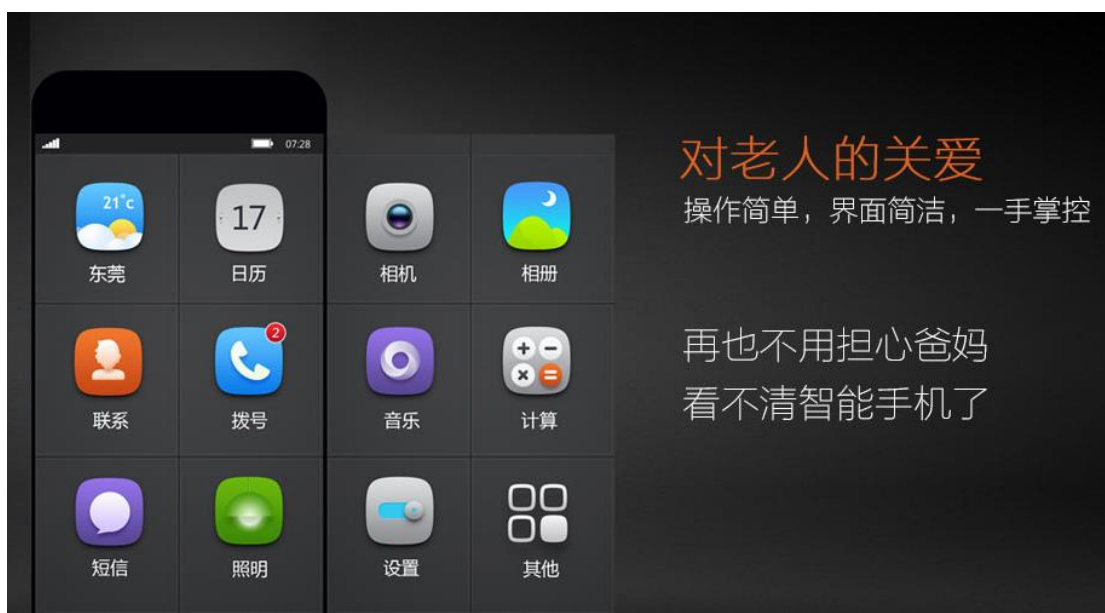 07:28
21°c
17
东莞
日历
相机
相册
2
联系
拨号
音乐
计算
短信
照明
设置
其他
对老人的关爱
操作简单，界面简洁，一手掌控
再也不用担心爸妈
看不清智能手机了